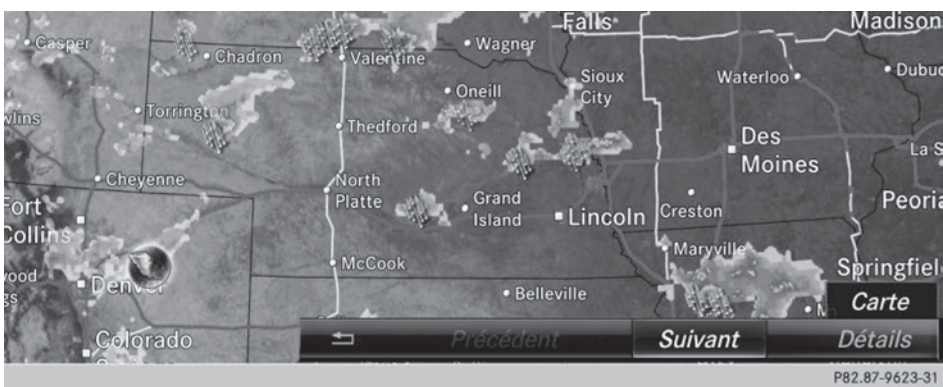 Falls
Madison
Casper
Wagner
Chadron
Valentine
Sioux
City
Waterloo
Oneill
Torrington
Thedford
Des
Moines
La S
Cheyenne
North
Platte
Grand
Island
Lincoln
Creston
Peoria
Fort
Collins
Maryville
McCook
Springfiel
Denver
Belleville
Carte
Colorado
Précédent
Suivant
Détails
P82.87-9623-31